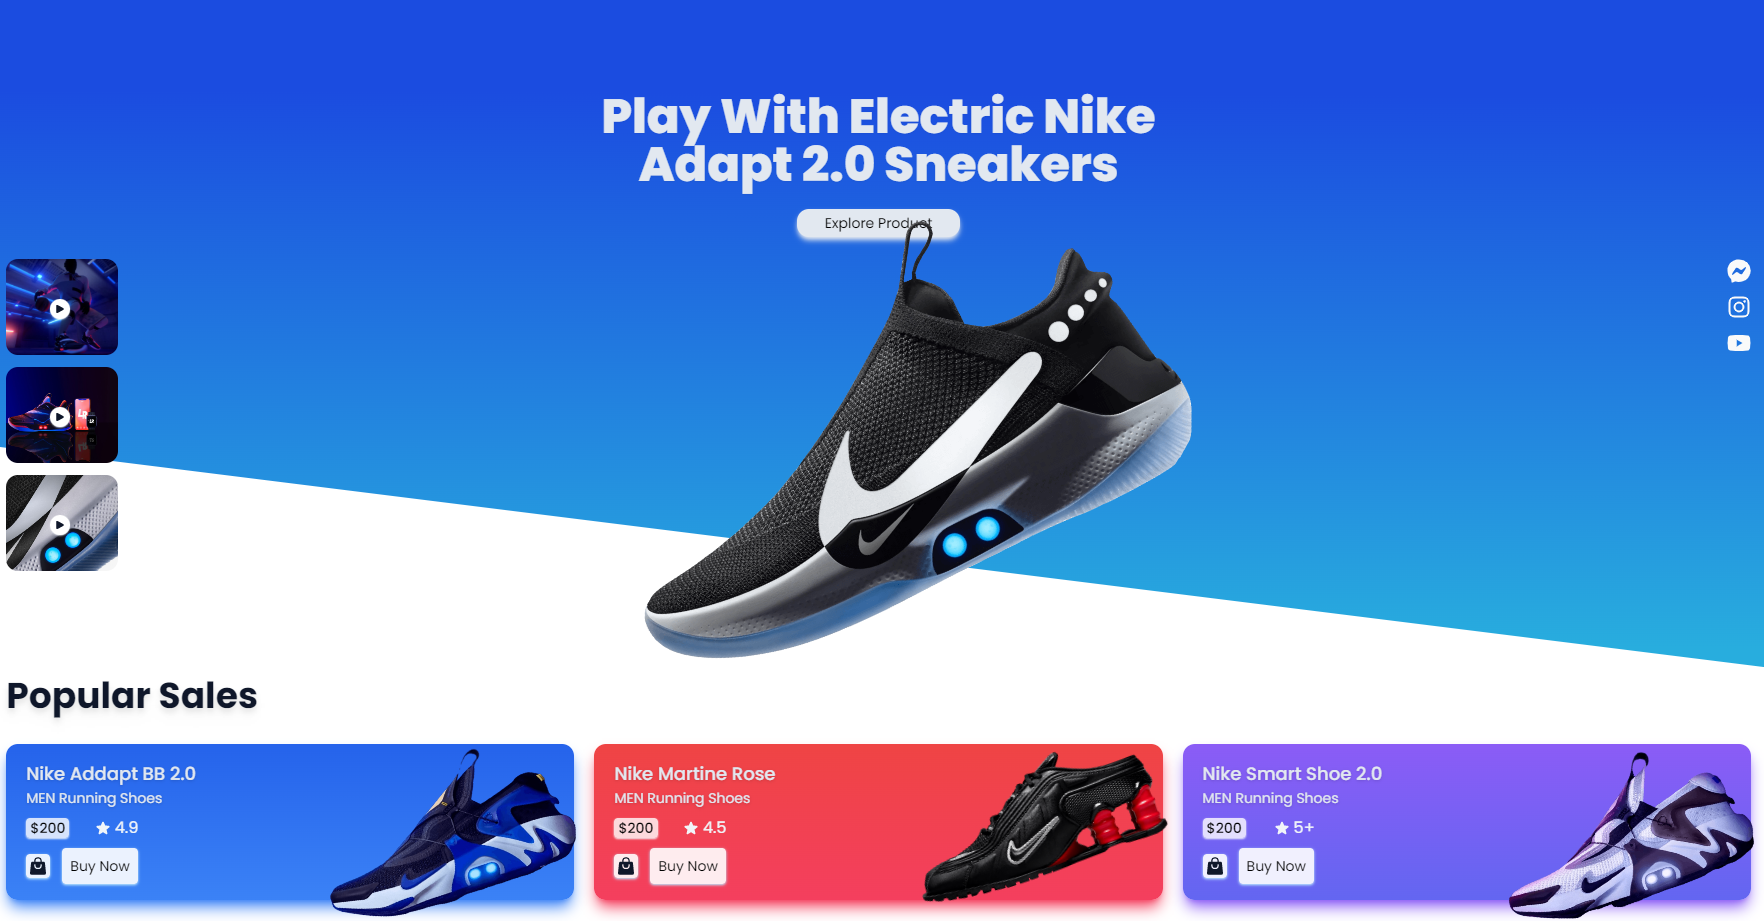 Play With Electric Nike
Adapt 2.0 Sneakers
Explore Product
Popular Sales
Nike Addapt BB 2.0
MEN Running Shoes
$200 4.9
Buy Now
Nike Martine Rose
MEN Running Shoes
$200 4.5
Buy Now
Nike Smart Shoe 2.0
MEN Running Shoes
$200 5+
Buy Now